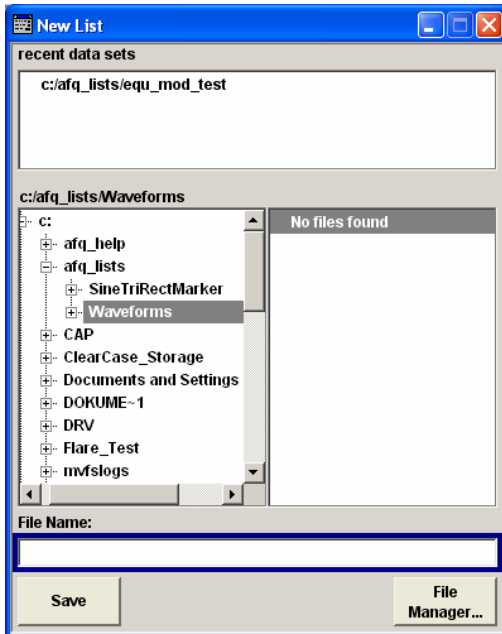 New List
recent data sets
c:/afq_lists/equ_mod_test
c:/afq_lists/Waveforms
c:
afq_help
afq_lists
SineTriRectMarker
Waveforms
CAP
ClearCase_Storage
Documents and Settings
DOKUME~1
DRV
Flare_Test
mvfslogs
No files found
File Name:
Save
File
Manager...